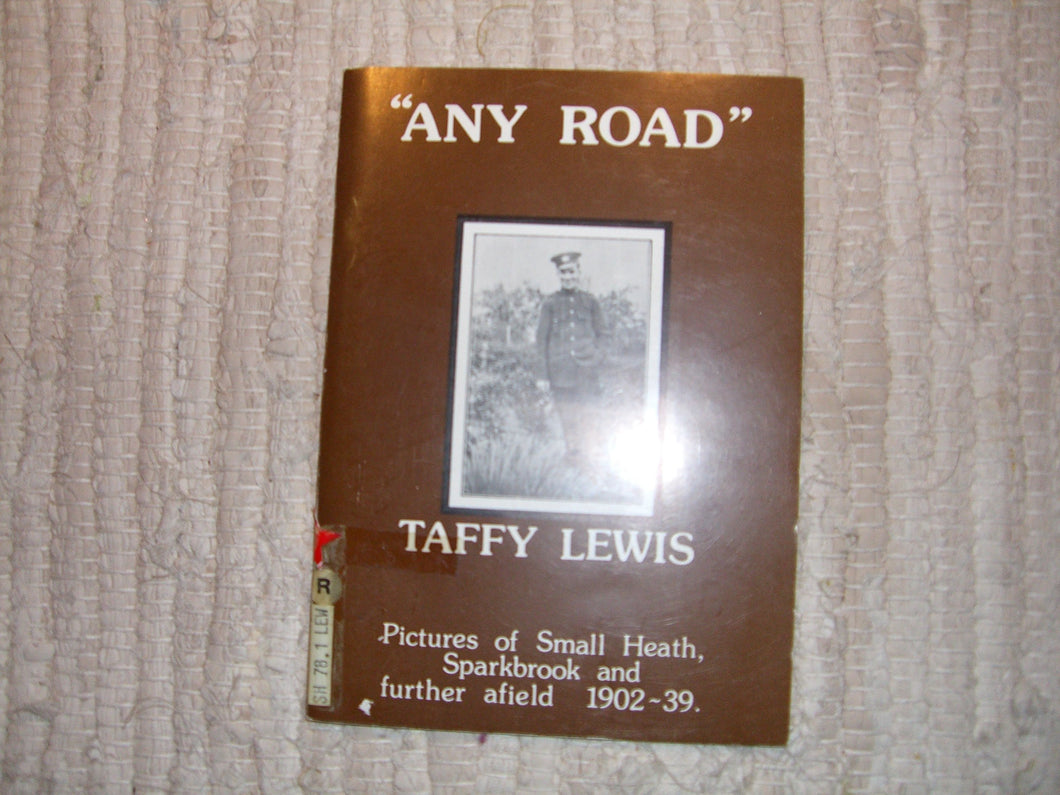 "ANY ROAD"
TAFFY LEWIS
R
SH 78.1 LEW
Pictures of Small Heath,
Sparkbrook and
further afield 1902~39.